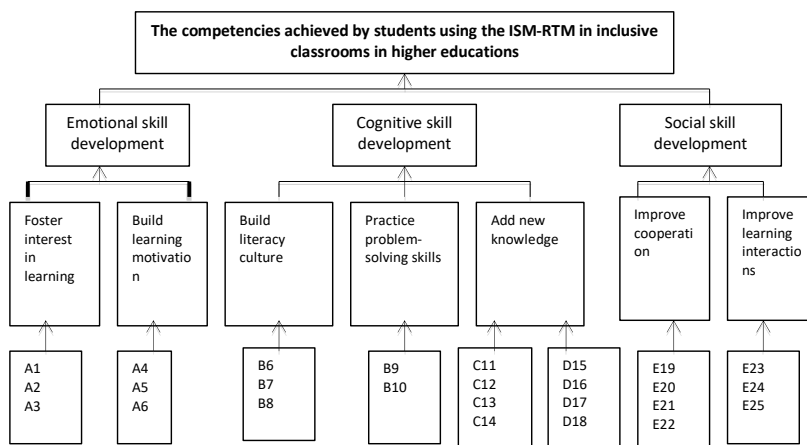 The competencies achieved by students using the ISM-RTM in inclusive
classrooms in higher educations
Emotional skill
development
Cognitive skill
development
Social skill
development
Foster
interest
in
learning
Build
learning
motivatio
n
Build
literacy
culture
Practice
problem-
solving skills
Add new
knowledge
Improve
cooperati
on
Improve
learning
interactio
ns
A1
A2
A3
A4
A5
A6
B6
B7
B8
B9
B10
C11
C12
C13
C14
D15
D16
D17
D18
E19
E20
E21
E22
E23
E24
E25